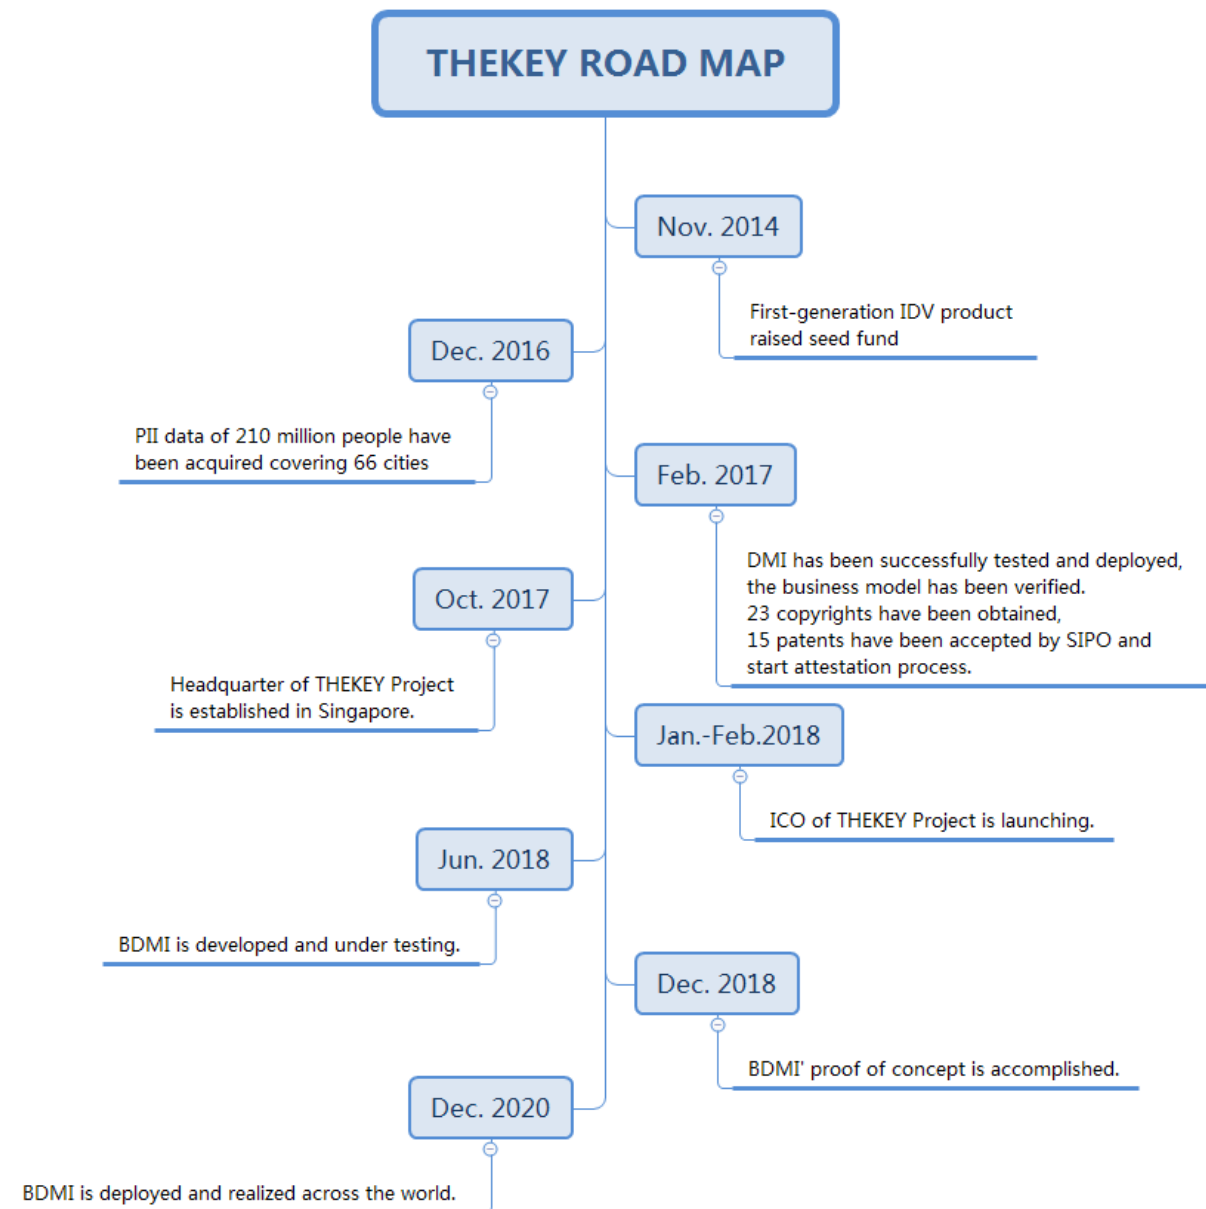 THEKEY ROAD MAP
Nov. 2014
First-generation IDV product
raised seed fund
Dec. 2016
PII data of 210 million people have
been acquired covering 66 cities
Feb. 2017
DMI has been successfully tested and deployed,
the business model has been verified.
23 copyrights have been obtained,
15 patents have been accepted by SIPO and
start attestation process.
Oct. 2017
Headquarter of THEKEY Project
is established in Singapore.
Jan.-Feb.2018
ICO of THEKEY Project is launching.
Jun. 2018
BDMI is developed and under testing.
Dec. 2018
BDMI' proof of concept is accomplished.
Dec. 2020
BDMI is deployed and realized across the world.